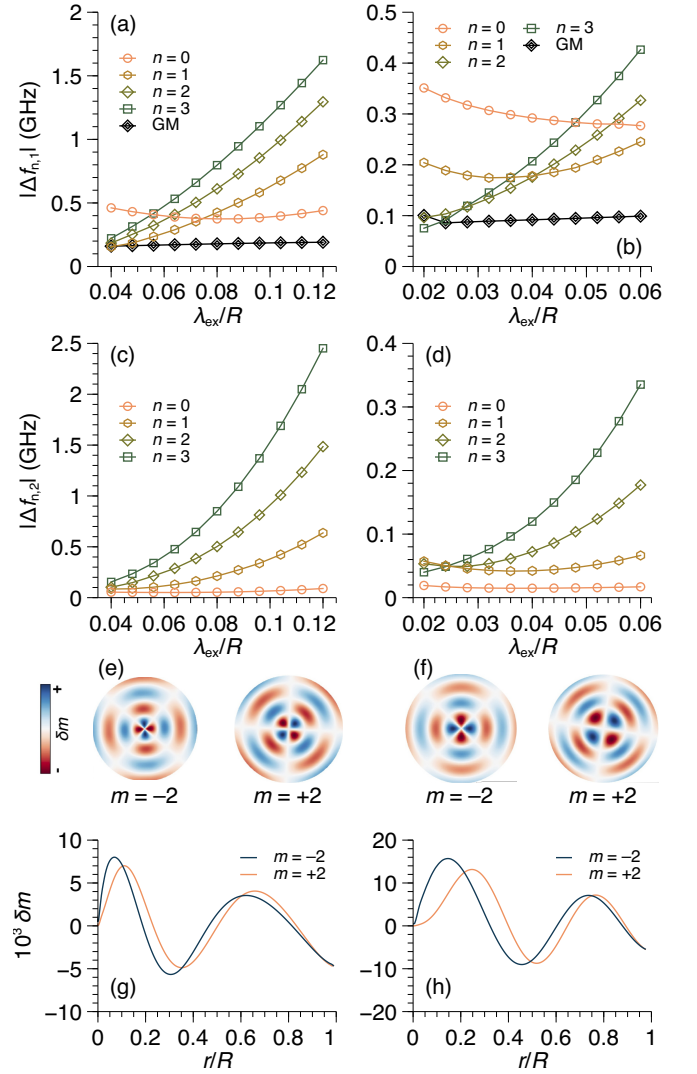 (a)
n = 0
n = 1
n = 2
n = 3
GM
|Δf_{n,1}| (GHz)
2
1.5
1
0.5
0
0.04 0.06 0.08 0.1 0.12
λ_ex/R
n = 0
n = 1
n = 2
n = 3
GM
0.5
0.4
0.3
0.2
0.1
0
(b)
0.02 0.03 0.04 0.05 0.06
λ_ex/R
(c)
n = 0
n = 1
n = 2
n = 3
|Δf_{n,2}| (GHz)
2.5
2
1.5
1
0.5
0
0.04 0.06 0.08 0.1 0.12
λ_ex/R
(d)
n = 0
n = 1
n = 2
n = 3
0.4
0.3
0.2
0.1
0
0.02 0.03 0.04 0.05 0.06
λ_ex/R
(e)
+
δm
-
m = −2 m = +2
(f)
m = −2 m = +2
10³ δm
10
5
0
−5
−10
m = −2
m = +2
(g)
0 0.2 0.4 0.6 0.8 1
r/R
20
10
0
−10
−20
m = −2
m = +2
(h)
0 0.2 0.4 0.6 0.8 1
r/R